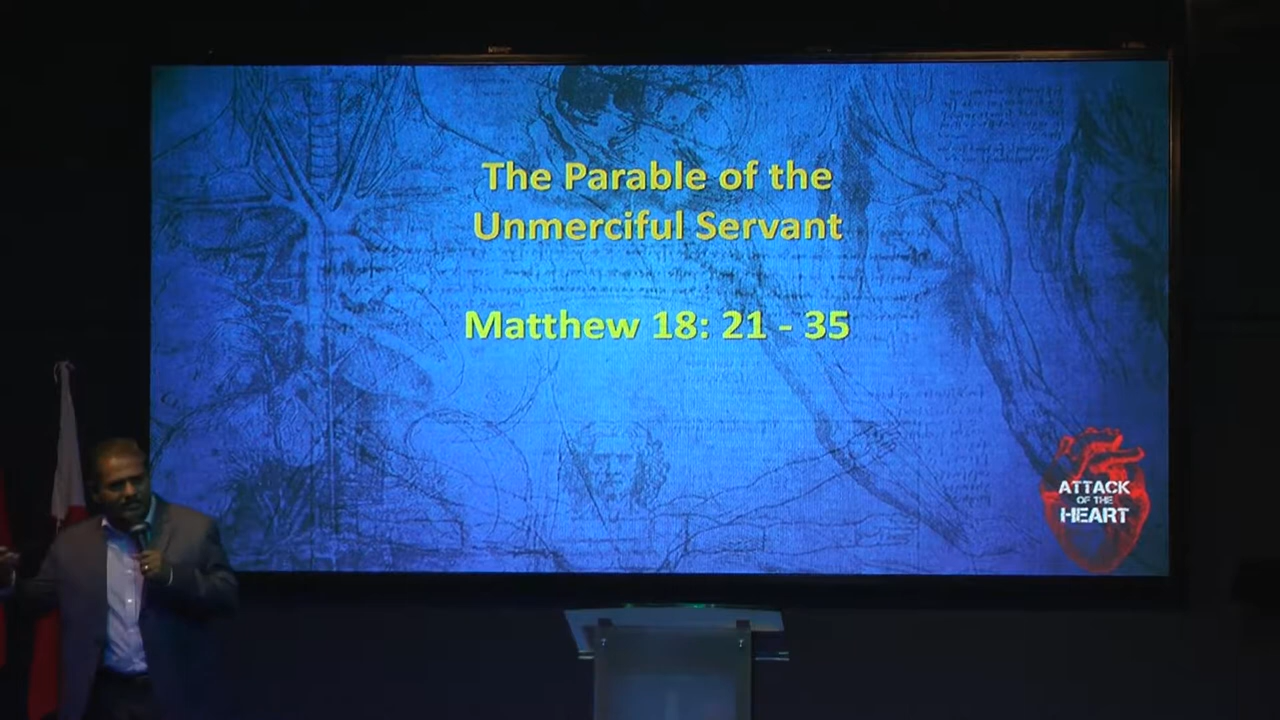 The Parable of the
Unmerciful Servant
Matthew 18: 21 - 35
ATTACK
OF THE
HEART